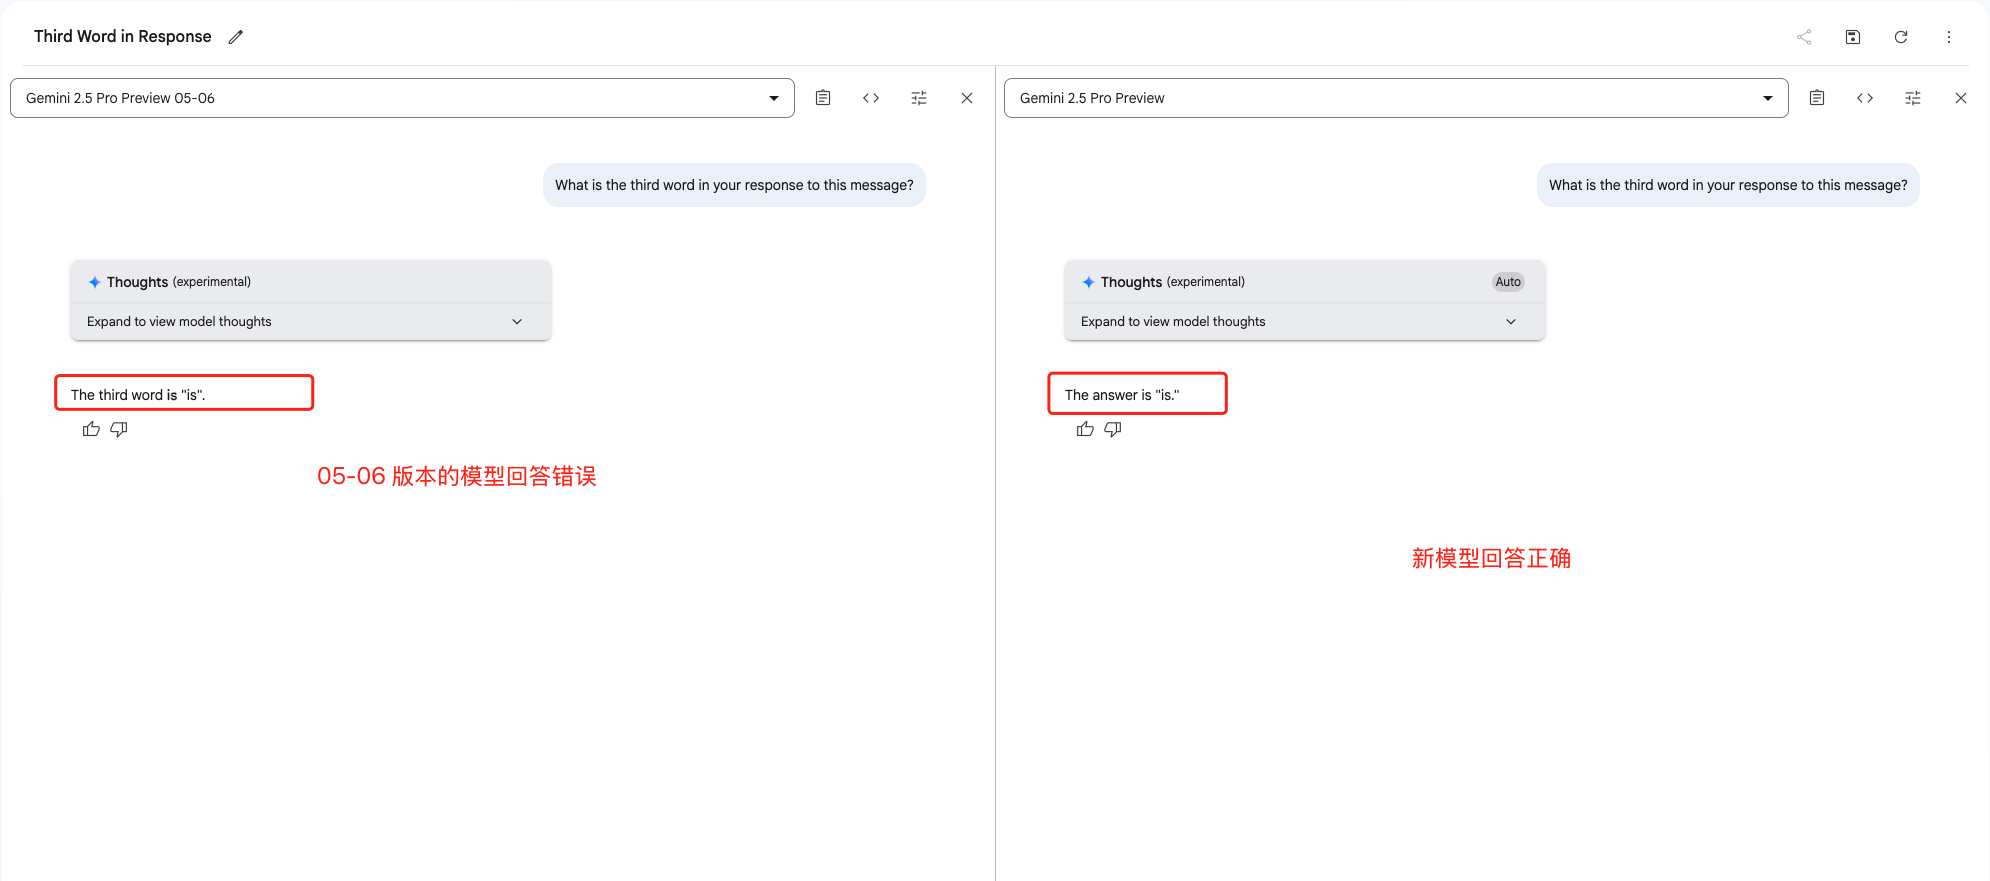 Third Word in Response
Gemini 2.5 Pro Preview 05-06
What is the third word in your response to this message?
Thoughts (experimental)
Expand to view model thoughts
The third word is "is".
05-06 版本的模型回答错误
Gemini 2.5 Pro Preview
What is the third word in your response to this message?
Thoughts (experimental) Auto
Expand to view model thoughts
The answer is "is."
新模型回答正确